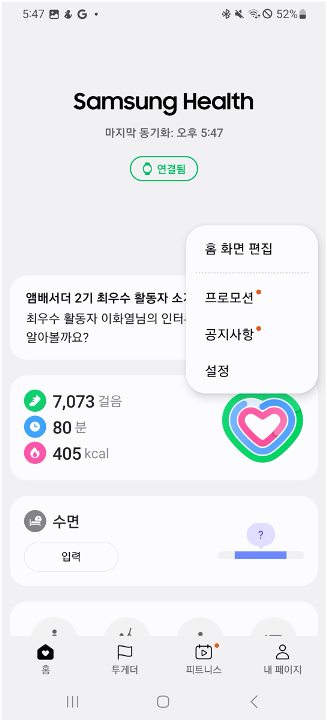 5:47 G • 52%
Samsung Health
마지막 동기화: 오후 5:47
연결됨
홈 화면 편집
프로모션
공지사항
설정
앰배서더 2기 최우수 활동자 소
최우수 활동자 이화열님의 인터
알아볼까요?
7,073 걸음
80 분
405 kcal
수면
?
입력
홈 투게더 피트니스 내 페이지